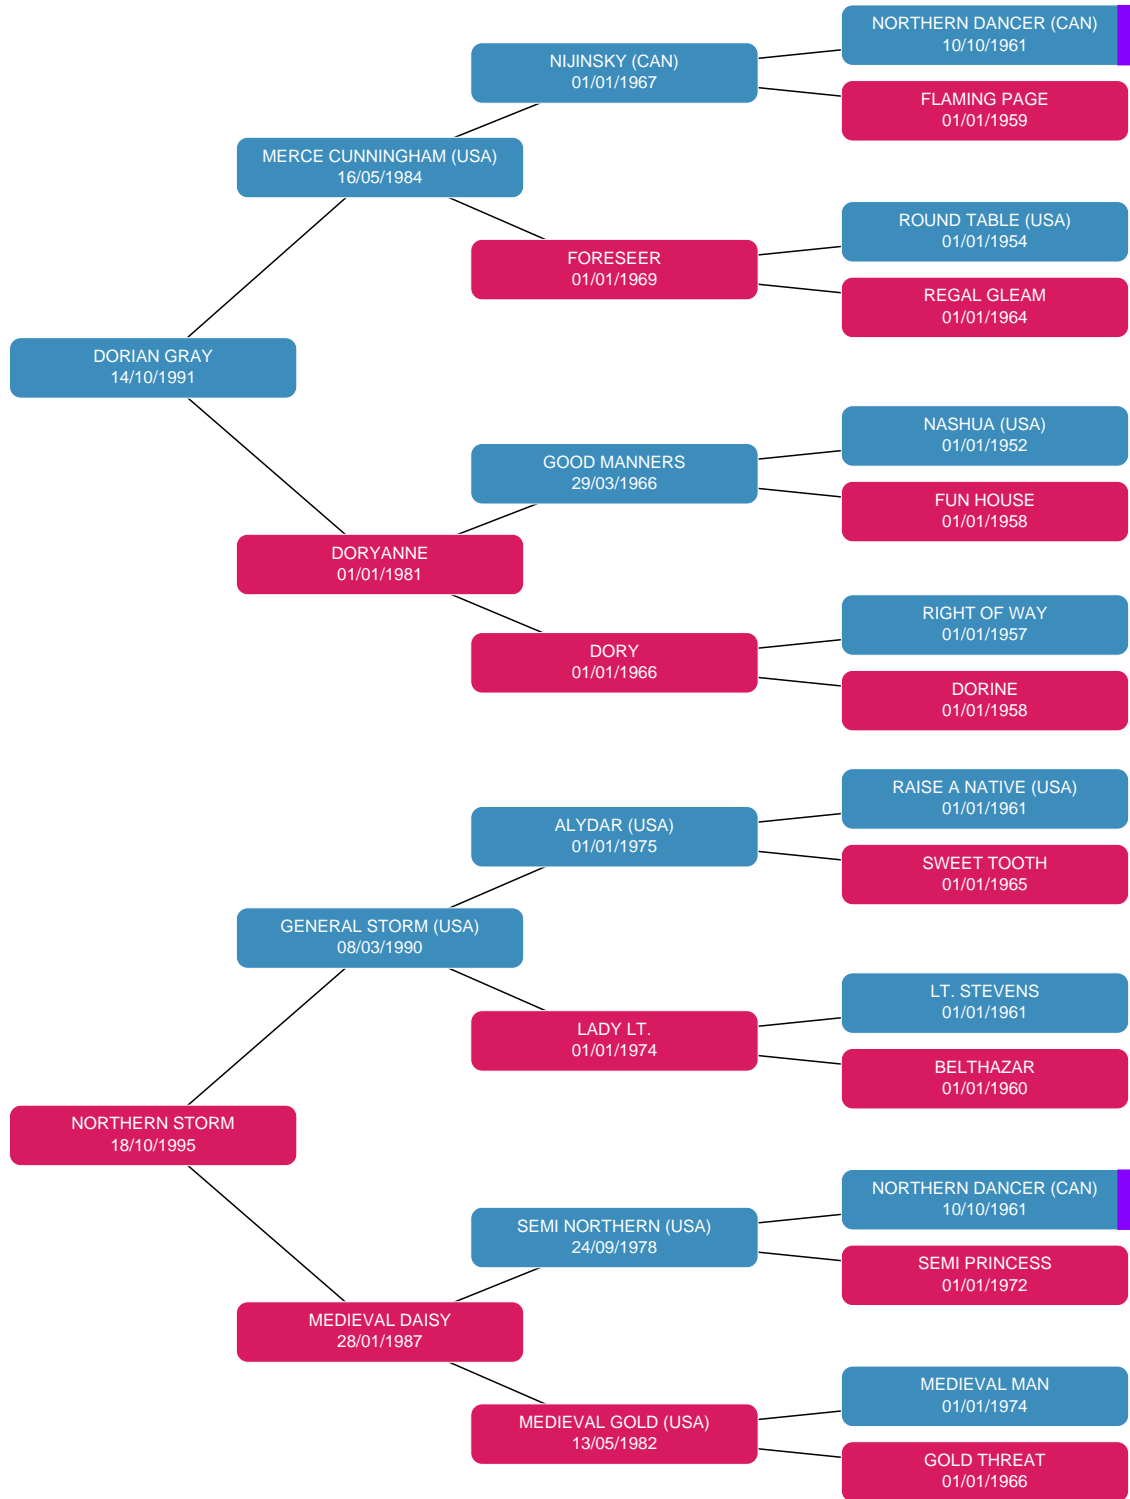 NORTHERN DANCER (CAN)
10/10/1961
NIJINSKY (CAN)
01/01/1967
FLAMING PAGE
01/01/1959
MERCE CUNNINGHAM (USA)
16/05/1984
ROUND TABLE (USA)
01/01/1954
FORESEER
01/01/1969
REGAL GLEAM
01/01/1964
DORIAN GRAY
14/10/1991
NASHUA (USA)
01/01/1952
GOOD MANNERS
29/03/1966
FUN HOUSE
01/01/1958
DORYANNE
01/01/1981
RIGHT OF WAY
01/01/1957
DORY
01/01/1966
DORINE
01/01/1958
RAISE A NATIVE (USA)
01/01/1961
ALYDAR (USA)
01/01/1975
SWEET TOOTH
01/01/1965
GENERAL STORM (USA)
08/03/1990
LT. STEVENS
01/01/1961
LADY LT.
01/01/1974
BELTHAZAR
01/01/1960
NORTHERN STORM
18/10/1995
NORTHERN DANCER (CAN)
10/10/1961
SEMI NORTHERN (USA)
24/09/1978
SEMI PRINCESS
01/01/1972
MEDIEVAL DAISY
28/01/1987
MEDIEVAL MAN
01/01/1974
MEDIEVAL GOLD (USA)
13/05/1982
GOLD THREAT
01/01/1966